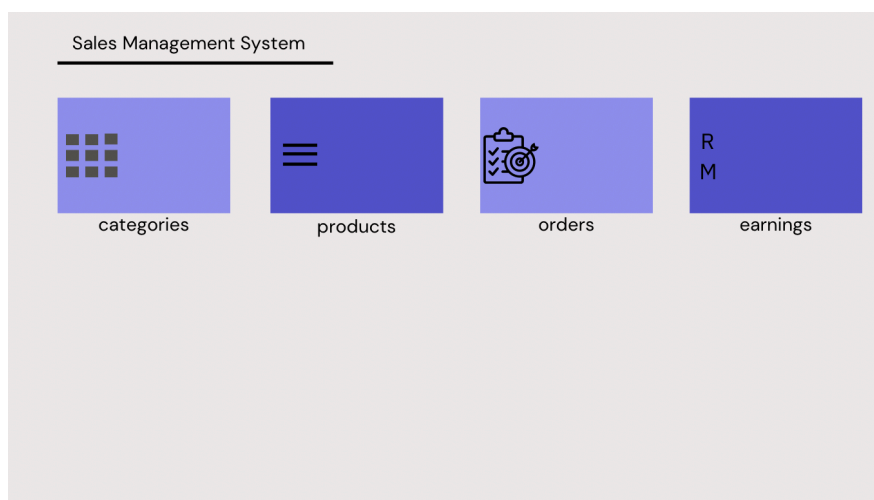 Sales Management System
R
M
categories
products
orders
earnings